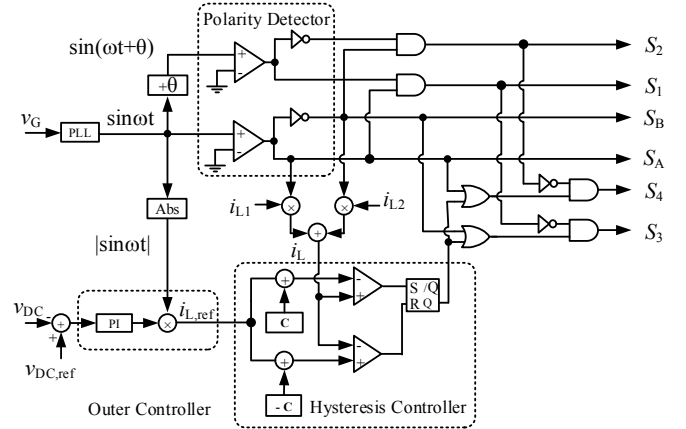 Polarity Detector
sin(ωt+θ)
+
-
S2
+θ
S1
vG
PLL
sinωt
+
-
SB
SA
Abs
iL1
×
×
iL2
S4
|sinωt|
+
iL
S3
vDC
-
+
+
PI
×
iL,ref
+
C
-
+
S /Q
R Q
vDC,ref
+
- C
-
+
Outer Controller
Hysteresis Controller